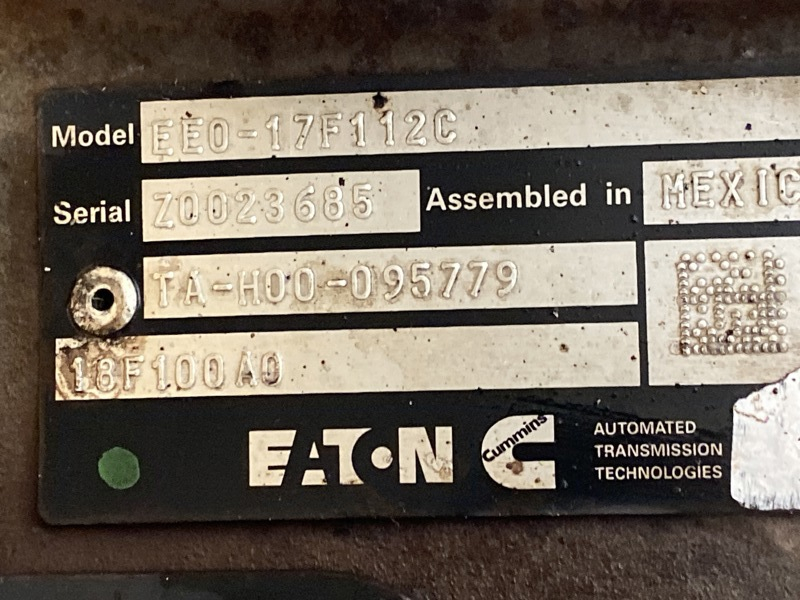 Model EEO-17F112C
Serial Z0023685 Assembled in MEXIC
TA-H00-095779
18F100A0
EATON Cummins AUTOMATED
TRANSMISSION
TECHNOLOGIES